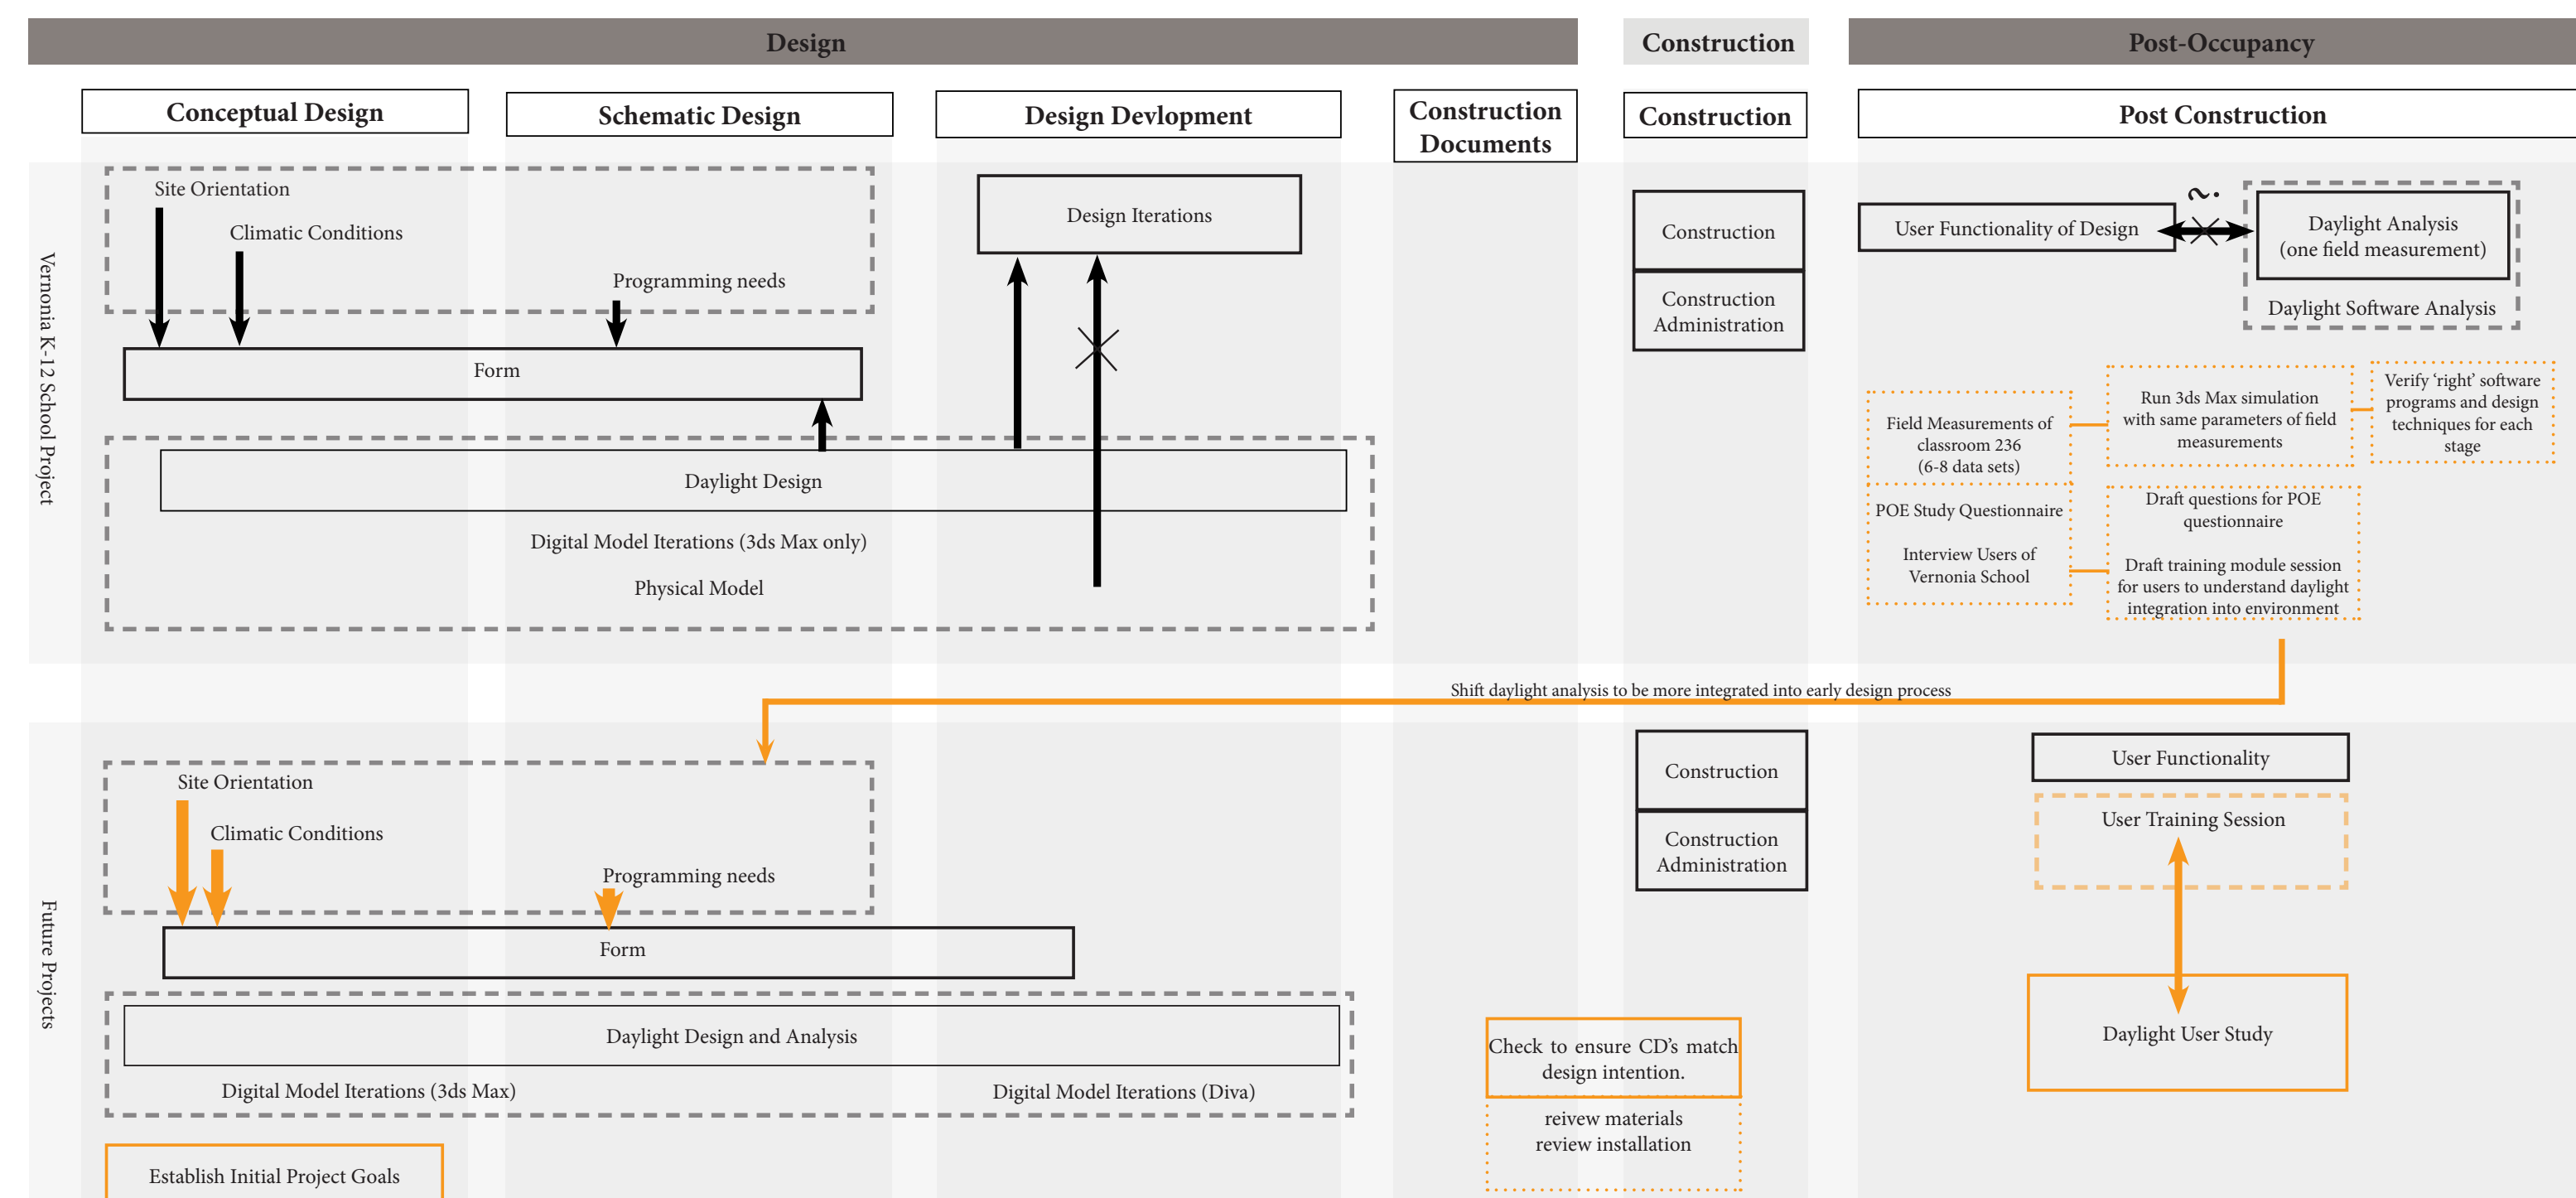 Design
Construction
Post-Occupancy
Conceptual Design
Schematic Design
Design Devlopment
Construction
Documents
Construction
Post Construction
Vernonia K-12 School Project
Site Orientation
Climatic Conditions
Programming needs
Form
Daylight Design
Digital Model Iterations (3ds Max only)
Physical Model
Design Iterations
Construction
Construction
Administration
User Functionality of Design
?
Daylight Analysis
(one field measurement)
Daylight Software Analysis
Field Measurements of
classroom 236
(6-8 data sets)
Run 3ds Max simulation
with same parameters of field
measurements
Verify ‘right’ software
programs and design
techniques for each
stage
POE Study Questionnaire
Interview Users of
Vernonia School
Draft questions for POE
questionnaire
Draft training module session
for users to understand daylight
integration into environment
Shift daylight analysis to be more integrated into early design process
Future Projects
Site Orientation
Climatic Conditions
Programming needs
Form
Daylight Design and Analysis
Digital Model Iterations (3ds Max)
Digital Model Iterations (Diva)
Establish Initial Project Goals
Construction
Construction
Administration
Check to ensure CD’s match
design intention.
reivew materials
review installation
User Functionality
User Training Session
Daylight User Study